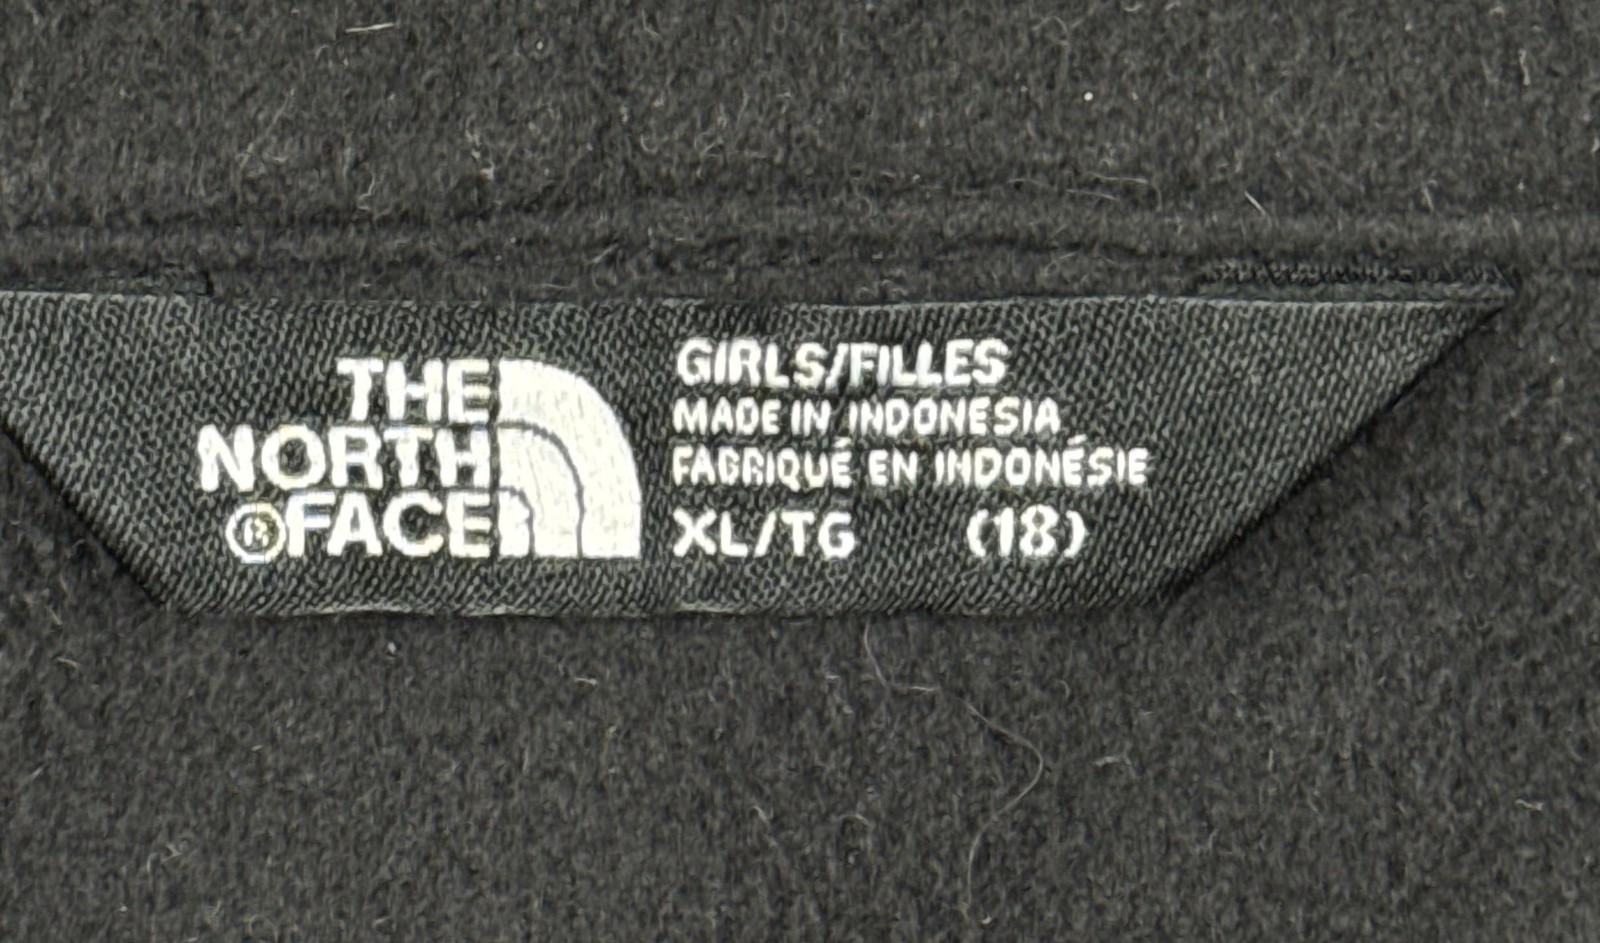 THE
NORTH
®FACE
GIRLS/FILLES
MADE IN INDONESIA
FABRIQUÉ EN INDONÉSIE
XL/TG (18)